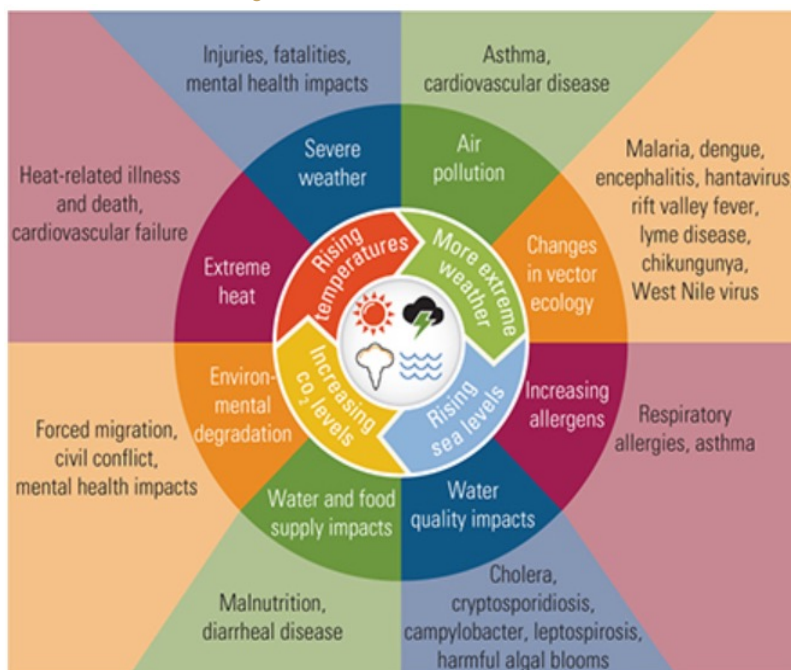 Injuries, fatalities,
mental health impacts
Asthma,
cardiovascular disease
Severe
weather
Air
pollution
Heat-related illness
and death,
cardiovascular failure
Malaria, dengue,
encephalitis, hantavirus,
rift valley fever,
lyme disease,
chikungunya,
West Nile virus
Extreme
heat
Changes
in vector
ecology
Rising
temperatures
More extreme
weather
Increasing
co₂ levels
Rising
sea levels
Environ-
mental
degradation
Increasing
allergens
Forced migration,
civil conflict,
mental health impacts
Respiratory
allergies, asthma
Water and food
supply impacts
Water
quality impacts
Malnutrition,
diarrheal disease
Cholera,
cryptosporidiosis,
campylobacter, leptospirosis,
harmful algal blooms